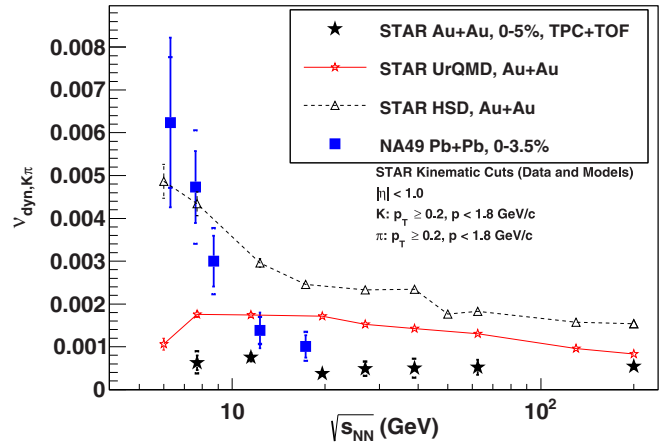 0.008
0.007
0.006
0.005
0.004
0.003
0.002
0.001
0
ν_dyn,Kπ
STAR Au+Au, 0-5%, TPC+TOF
STAR UrQMD, Au+Au
STAR HSD, Au+Au
NA49 Pb+Pb, 0-3.5%
STAR Kinematic Cuts (Data and Models)
|η| < 1.0
K: p_T ≥ 0.2, p < 1.8 GeV/c
π: p_T ≥ 0.2, p < 1.8 GeV/c
10
10²
√s_NN (GeV)